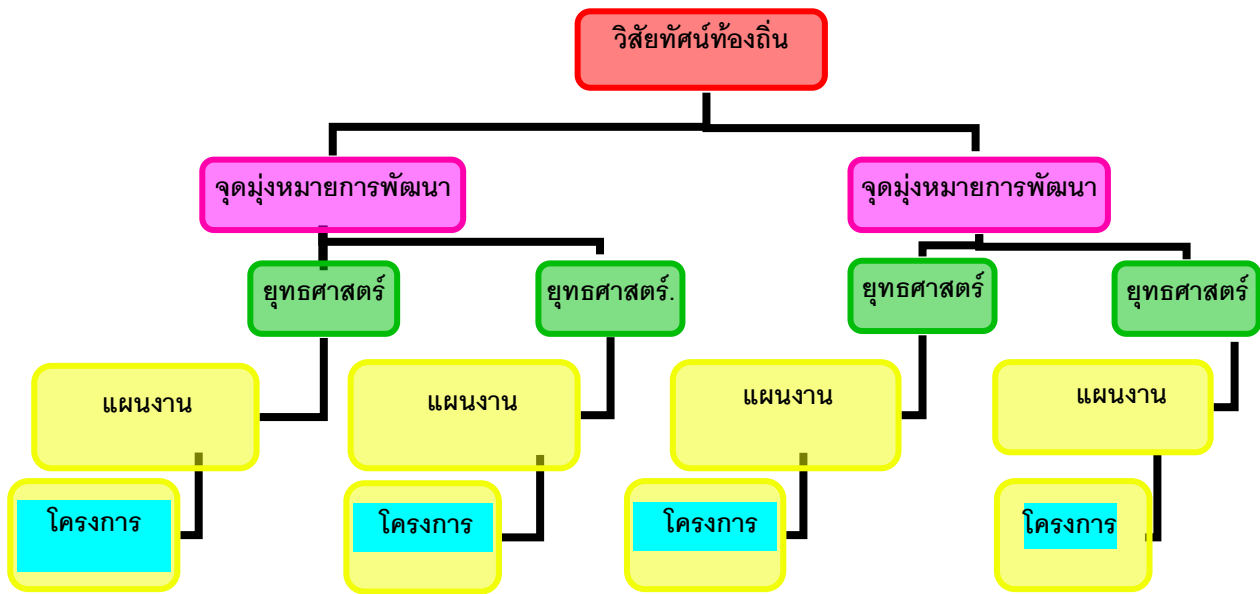 วิสัยทัศน์ท้องถิ่น
จุดมุ่งหมายการพัฒนา
จุดมุ่งหมายการพัฒนา
ยุทธศาสตร์
ยุทธศาสตร์.
ยุทธศาสตร์
ยุทธศาสตร์
แผนงาน
แผนงาน
แผนงาน
แผนงาน
โครงการ
โครงการ
โครงการ
โครงการ